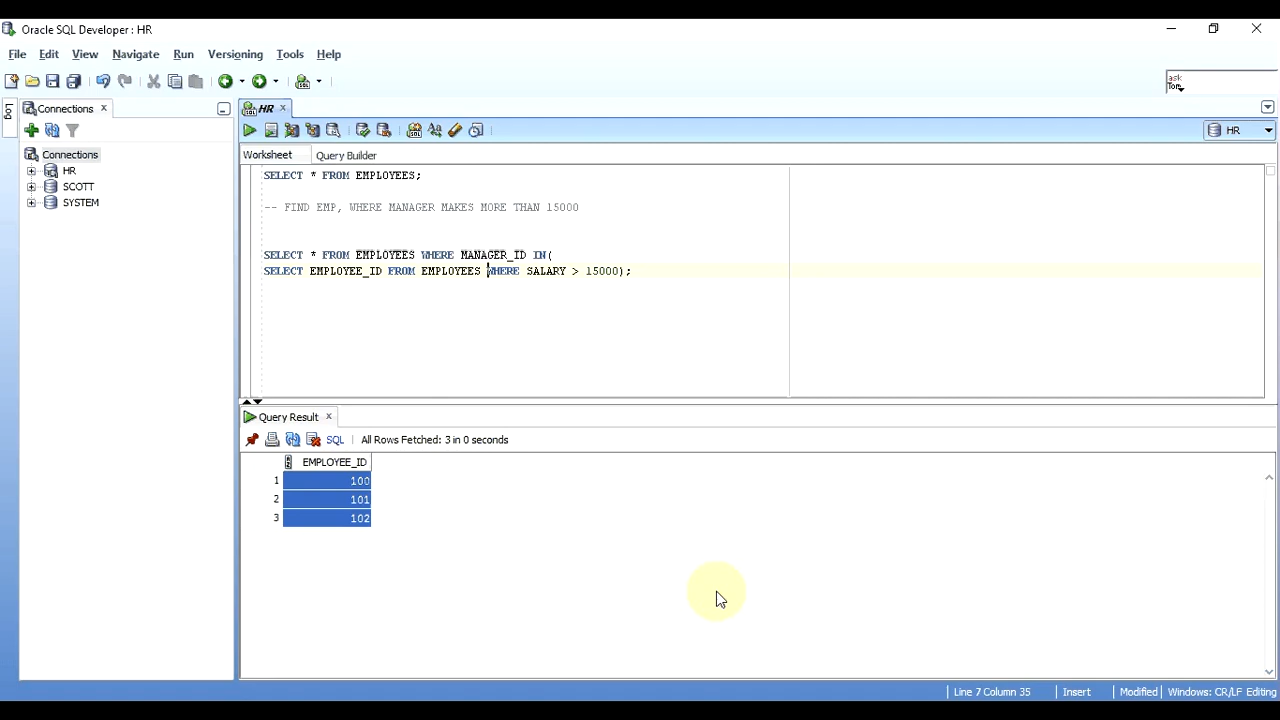 Oracle SQL Developer : HR
File Edit View Navigate Run Versioning Tools Help
ask
Tom
Log
Connections
HR
HR
Worksheet Query Builder
Connections
HR
SCOTT
SYSTEM
SELECT * FROM EMPLOYEES;
-- FIND EMP, WHERE MANAGER MAKES MORE THAN 15000
SELECT * FROM EMPLOYEES WHERE MANAGER_ID IN(
SELECT EMPLOYEE_ID FROM EMPLOYEES WHERE SALARY > 15000);
Query Result
SQL | All Rows Fetched: 3 in 0 seconds
EMPLOYEE_ID
1 100
2 101
3 102
Line 7 Column 35 Insert Modified Windows: CR/LF Editing